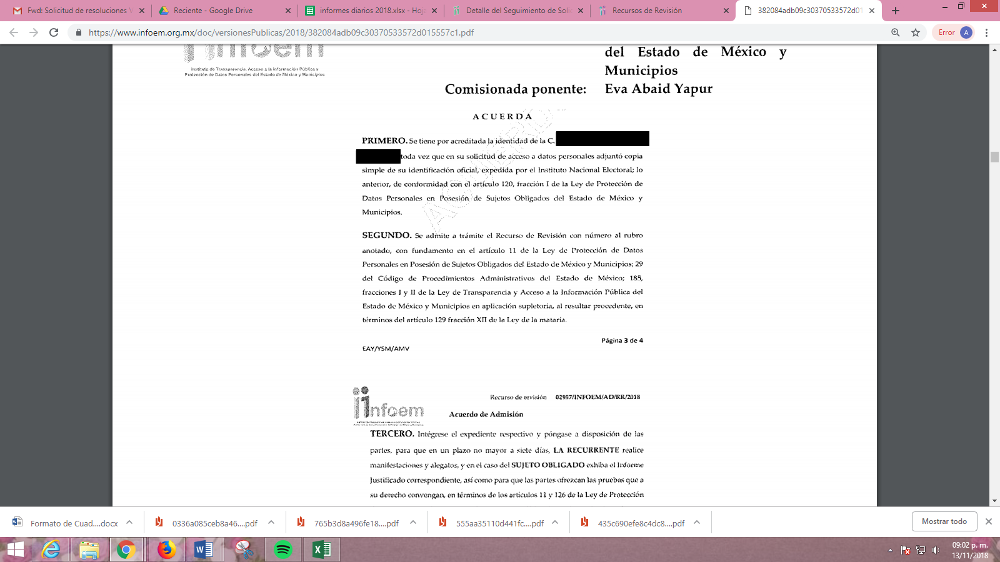 Fwd: Solicitud de resoluciones V
Reciente - Google Drive
informes diarios 2018.xlsx - Hoja
Detalle del Seguimiento de Solic
Recursos de Revisión
382084adb09c30370533572d015
https://www.infoem.org.mx/doc/versionesPublicas/2018/382084adb09c30370533572d015557c1.pdf
Error A
infoem
Instituto de Transparencia, Acceso a la Información Pública y
Protección de Datos Personales del Estado de México y Municipios
del Estado de México y
Municipios
Comisionada ponente: Eva Abaid Yapur
ACUERDA
PRIMERO. Se tiene por acreditada la identidad de la C.
toda vez que en su solicitud de acceso a datos personales adjuntó copia
simple de su identificación oficial, expedida por el Instituto Nacional Electoral; lo
anterior, de conformidad con el artículo 120, fracción I de la Ley de Protección de
Datos Personales en Posesión de Sujetos Obligados del Estado de México y
Municipios.
SEGUNDO. Se admite a trámite el Recurso de Revisión con número al rubro
anotado, con fundamento en el artículo 11 de la Ley de Protección de Datos
Personales en Posesión de Sujetos Obligados del Estado de México y Municipios; 29
del Código de Procedimientos Administrativos del Estado de México; 185,
fracciones I y II de la Ley de Transparencia y Acceso a la Información Pública del
Estado de México y Municipios en aplicación supletoria, al resultar procedente, en
términos del artículo 129 fracción XII de la Ley de la mataria.
Página 3 de 4
EAY/YSM/AMV
infoem
Recurso de revisión 02957/INFOEM/AD/RR/2018
Acuerdo de Admisión
TERCERO. Intégrese el expediente respectivo y póngase a disposición de las
partes, para que en un plazo no mayor a siete días, LA RECURRENTE realice
manifestaciones y alegatos, y en el caso del SUJETO OBLIGADO exhiba el Informe
Justificado correspondiente, así como para que las partes ofrezcan las pruebas que a
su derecho convengan, en términos de los artículos 11 y 126 de la Ley de Protección
Formato de Cuad....docx
0336a085ceb8a46....pdf
765b3d8a496fe18....pdf
555aa35110d441fc....pdf
435c690efe8c4dc8....pdf
Mostrar todo
09:02 p. m.
13/11/2018